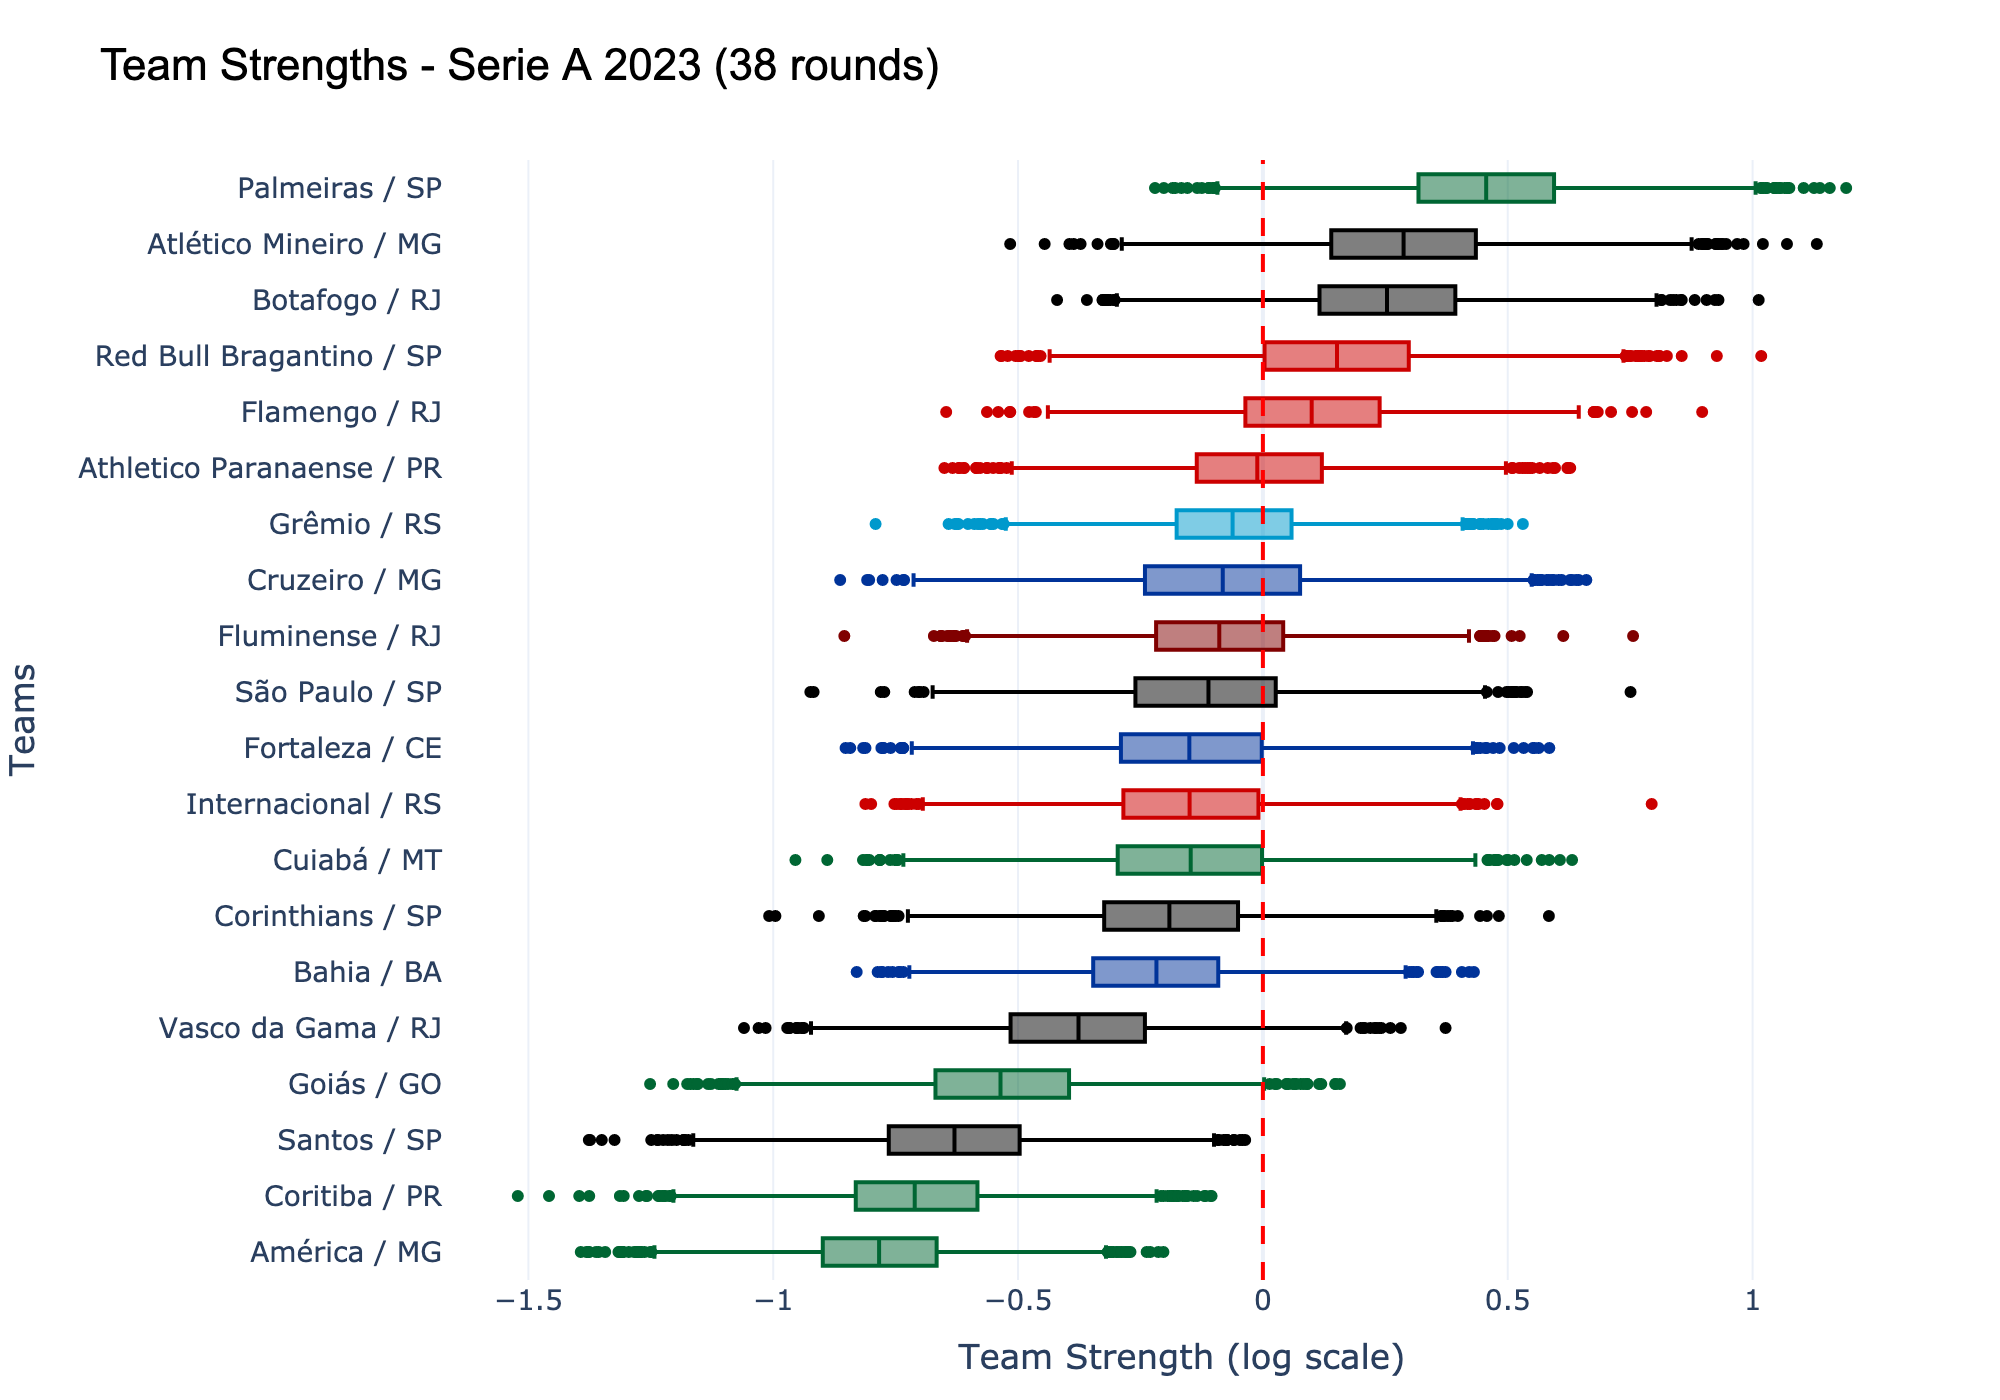 Team Strengths - Serie A 2023 (38 rounds)
Teams
Palmeiras / SP
Atlético Mineiro / MG
Botafogo / RJ
Red Bull Bragantino / SP
Flamengo / RJ
Athletico Paranaense / PR
Grêmio / RS
Cruzeiro / MG
Fluminense / RJ
São Paulo / SP
Fortaleza / CE
Internacional / RS
Cuiabá / MT
Corinthians / SP
Bahia / BA
Vasco da Gama / RJ
Goiás / GO
Santos / SP
Coritiba / PR
América / MG
−1.5 −1 −0.5 0 0.5 1
Team Strength (log scale)